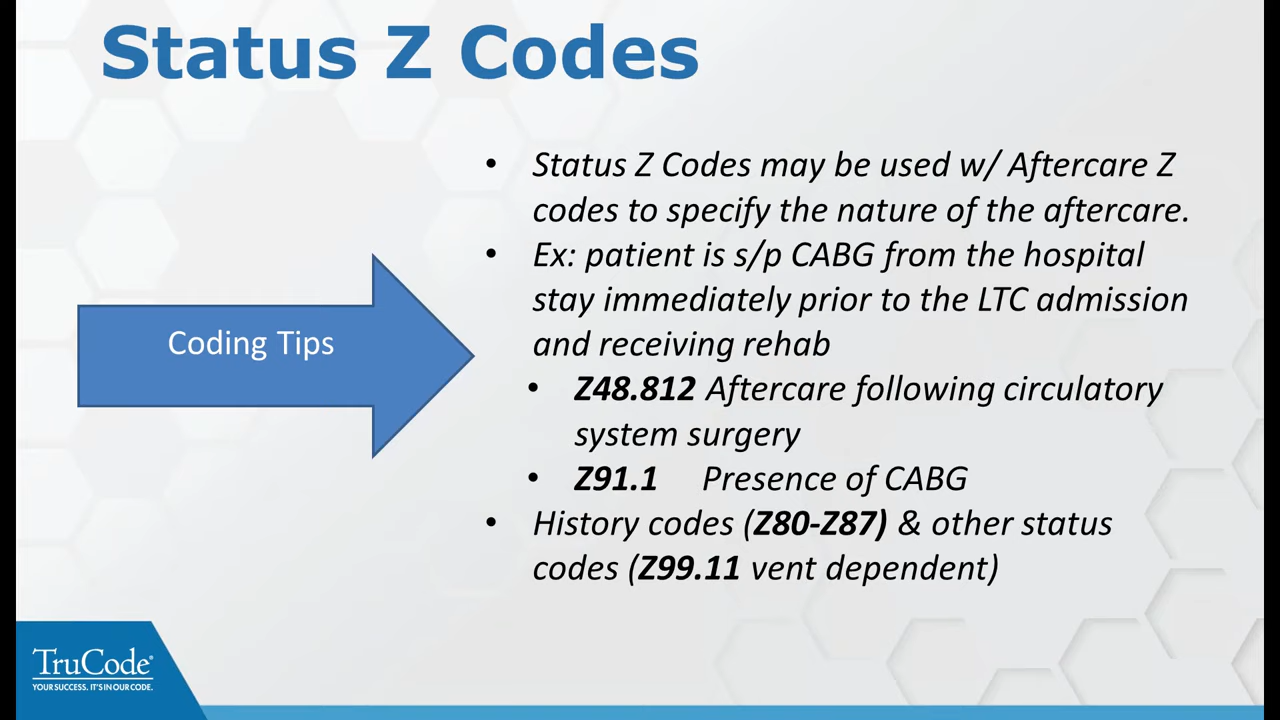 Status Z Codes
Coding Tips
• Status Z Codes may be used w/ Aftercare Z
codes to specify the nature of the aftercare.
• Ex: patient is s/p CABG from the hospital
stay immediately prior to the LTC admission
and receiving rehab
• Z48.812 Aftercare following circulatory
system surgery
• Z91.1 Presence of CABG
• History codes (Z80-Z87) & other status
codes (Z99.11 vent dependent)
TruCode®
YOUR SUCCESS. IT'S IN OUR CODE.